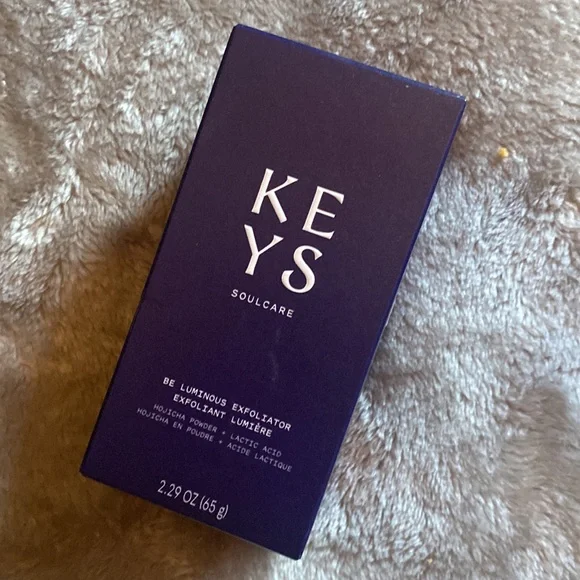 KE
YS
SOULCARE
BE LUMINOUS EXFOLIATOR
EXFOLIANT LUMIÈRE
HOJICHA POWDER + LACTIC ACID
HOJICHA EN POUDRE + ACIDE LACTIQUE
2.29 OZ (65 g)